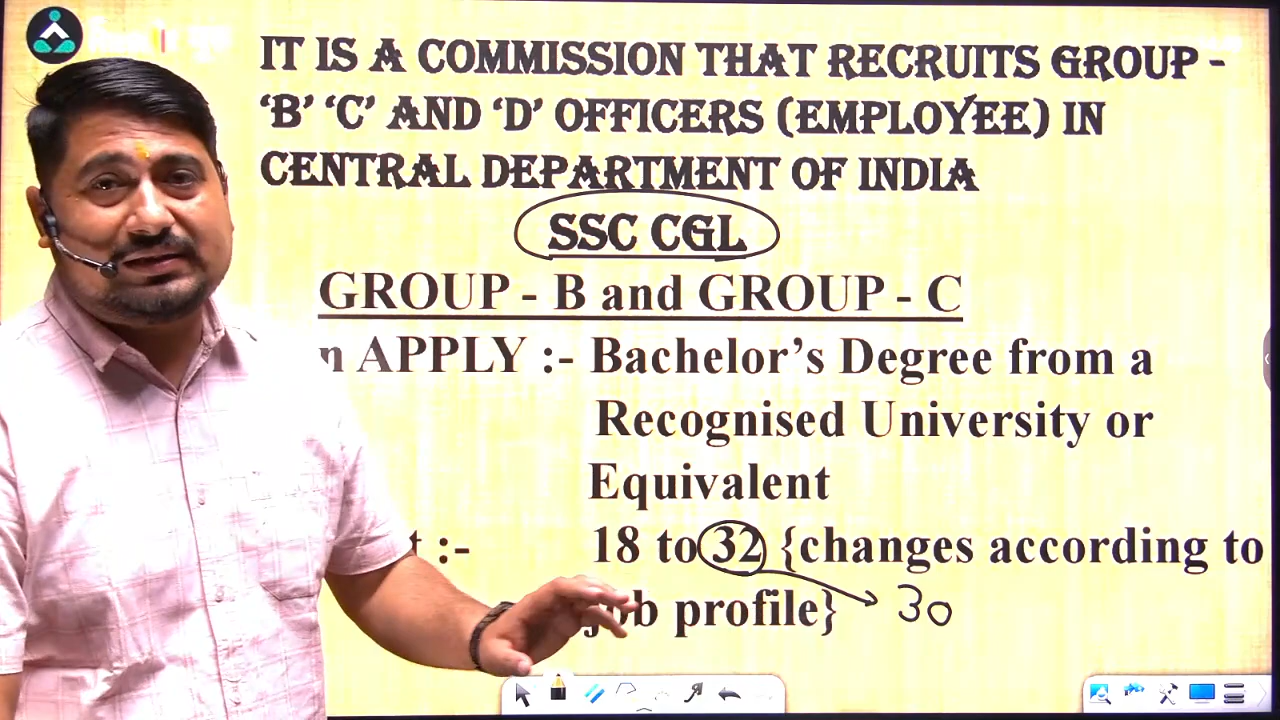 IT IS A COMMISSION THAT RECRUITS GROUP -
‘B’ ‘C’ AND ‘D’ OFFICERS (EMPLOYEE) IN
CENTRAL DEPARTMENT OF INDIA
SSC CGL
GROUP - B and GROUP - C
n APPLY :- Bachelor’s Degree from a
Recognised University or
Equivalent
t :- 18 to 32 {changes according to
job profile} 30